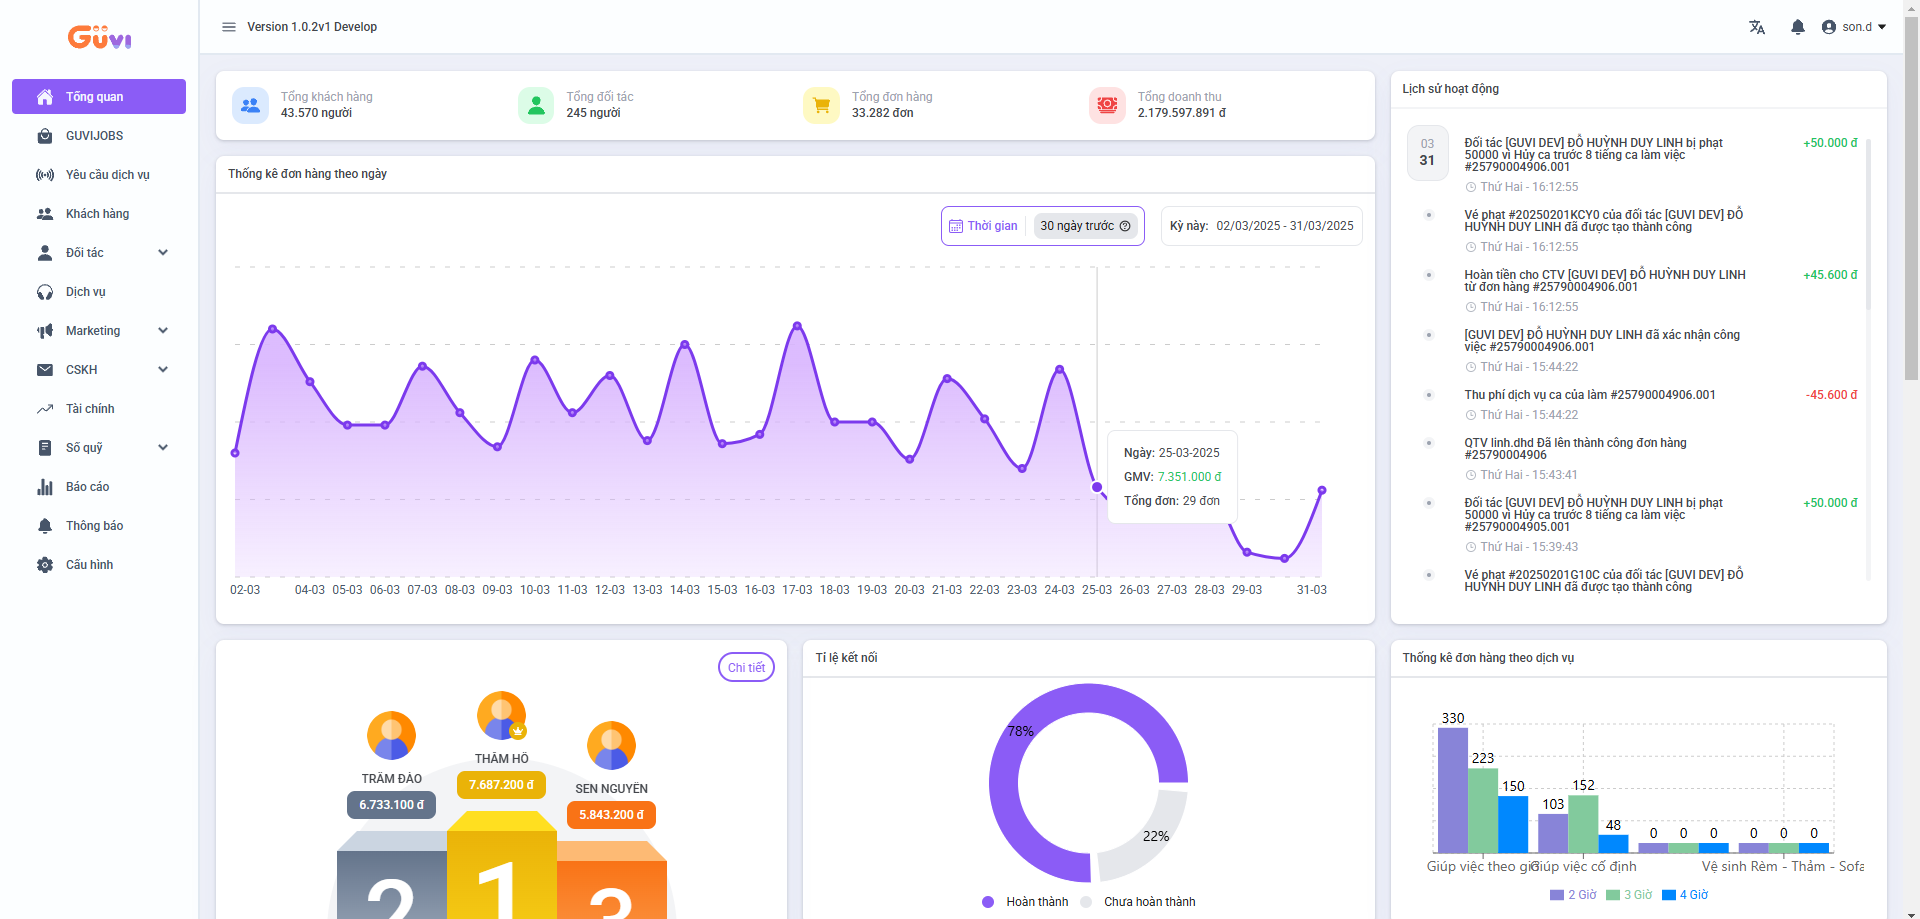 Guvi
Version 1.0.2v1 Develop
son.d
Tổng quan
GUVIJOBS
Yêu cầu dịch vụ
Khách hàng
Đối tác
Dịch vụ
Marketing
CSKH
Tài chính
Sổ quỹ
Báo cáo
Thông báo
Cấu hình
Tổng khách hàng
43.570 người
Tổng đối tác
245 người
Tổng đơn hàng
33.282 đơn
Tổng doanh thu
2.179.597.891 đ
Thống kê đơn hàng theo ngày
Thời gian 30 ngày trước
Kỳ này: 02/03/2025 - 31/03/2025
Ngày: 25-03-2025
GMV: 7.351.000 đ
Tổng đơn: 29 đơn
02-03 04-03 05-03 06-03 07-03 08-03 09-03 10-03 11-03 12-03 13-03 14-03 15-03 16-03 17-03 18-03 19-03 20-03 21-03 22-03 23-03 24-03 25-03 26-03 27-03 28-03 29-03 31-03
Lịch sử hoạt động
03
31
Đối tác [GUVI DEV] ĐỖ HUỲNH DUY LINH bị phạt
50000 vì Hủy ca trước 8 tiếng ca làm việc
#25790004906.001
+50.000 đ
Thứ Hai - 16:12:55
Vé phạt #20250201KCY0 của đối tác [GUVI DEV] ĐỖ
HUỲNH DUY LINH đã được tạo thành công
Thứ Hai - 16:12:55
Hoàn tiền cho CTV [GUVI DEV] ĐỖ HUỲNH DUY LINH
từ đơn hàng #25790004906.001
+45.600 đ
Thứ Hai - 16:12:55
[GUVI DEV] ĐỖ HUỲNH DUY LINH đã xác nhận công
việc #25790004906.001
Thứ Hai - 15:44:22
Thu phí dịch vụ ca của làm #25790004906.001
-45.600 đ
Thứ Hai - 15:44:22
QTV linh.dhd Đã lên thành công đơn hàng
#25790004906
Thứ Hai - 15:43:41
Đối tác [GUVI DEV] ĐỖ HUỲNH DUY LINH bị phạt
50000 vì Hủy ca trước 8 tiếng ca làm việc
#25790004905.001
+50.000 đ
Thứ Hai - 15:39:43
Vé phạt #20250201G10C của đối tác [GUVI DEV] ĐỖ
HUỲNH DUY LINH đã được tạo thành công
Chi tiết
THẮM HỒ
7.687.200 đ
TRÂM ĐÀO
6.733.100 đ
SEN NGUYÊN
5.843.200 đ
2
1
3
Tỉ lệ kết nối
78%
22%
Hoàn thành
Chưa hoàn thành
Thống kê đơn hàng theo dịch vụ
330
223
150
103
152
48
0 0 0
0 0 0
Giúp việc theo giờ
Giúp việc cố định
Vệ sinh Rèm - Thảm - Sofa
2 Giờ
3 Giờ
4 Giờ